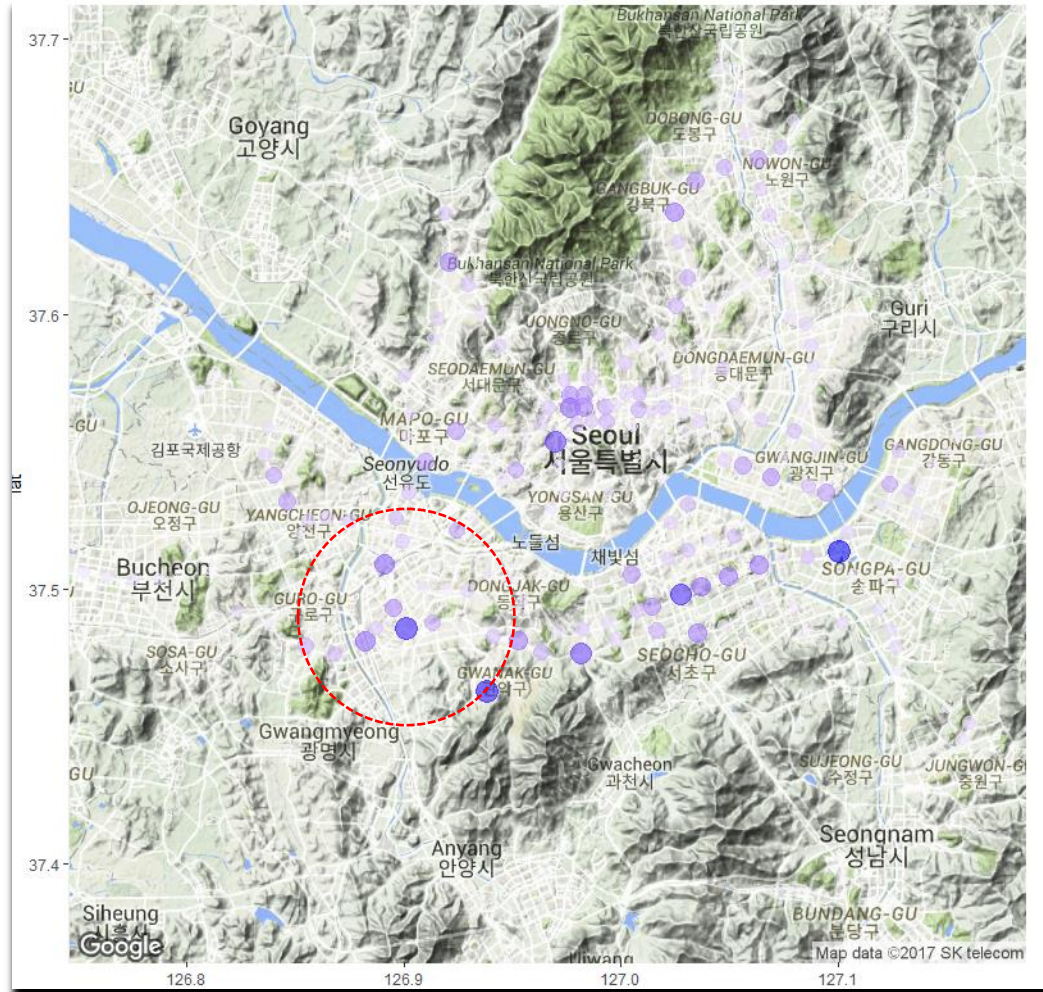 Bukhansan National Park
북한산국립공원
37.7
GU
DOBONG-GU
도봉구
Goyang
고양시
NOWON-GU
노원구
GANGBUK-GU
강북구
Bukhansan National Park
북한산국립공원
37.6
Guri
구리시
JONGNO-GU
종로구
DONGDAEMUN-GU
동대문구
SEODAEMUN-GU
서대문구
MAPO-GU
마포구
Seoul
서울특별시
GANGDONG-GU
강동구
김포국제공항
Seonyudo
선유도
GWANGJIN-GU
광진구
lat
YONGSAN-GU
용산구
OJEONG-GU
오정구
YANGCHEON-GU
양천구
노들섬
채빛섬
Bucheon
부천시
37.5
SONGPA-GU
송파구
DONGJAK-GU
GURO-GU
구로구
SOSA-GU
소사구
SEOCHO-GU
서초구
GWANAK-GU
Gwangmyeong
광명시
Gwacheon
과천시
SUJEONG-GU
수정구
JUNGWON-G
중원구
GU
Seongnam
성남시
Anyang
안양시
37.4
Siheung
BUNDANG-GU
분당구
Google
Uiwang
Map data ©2017 SK telecom
126.8
126.9
127.0
127.1